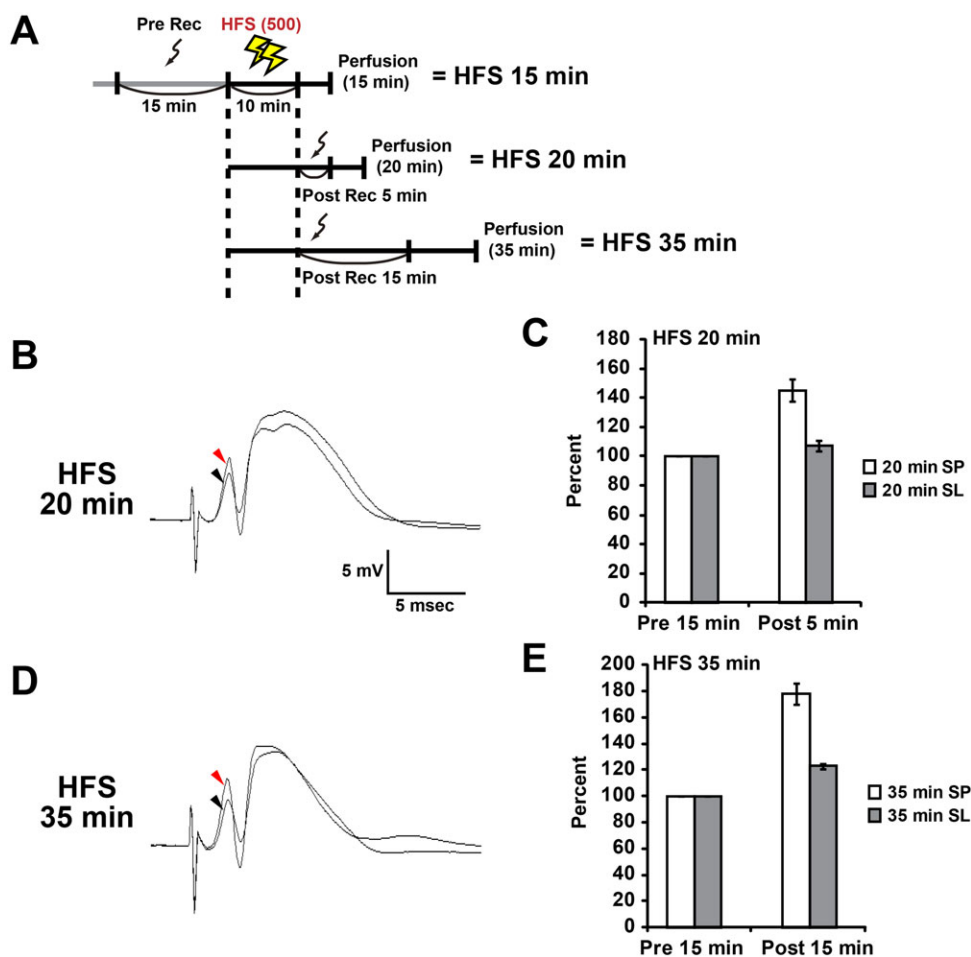 A
Pre Rec
HFS (500)
15 min
10 min
Perfusion
(15 min)
= HFS 15 min
Perfusion
(20 min)
= HFS 20 min
Post Rec 5 min
Perfusion
(35 min)
= HFS 35 min
Post Rec 15 min
B
HFS
20 min
5 mV
5 msec
C
HFS 20 min
Percent
180
160
140
120
100
80
60
40
20
0
Pre 15 min
Post 5 min
20 min SP
20 min SL
D
HFS
35 min
E
HFS 35 min
Percent
200
180
160
140
120
100
80
60
40
20
0
Pre 15 min
Post 15 min
35 min SP
35 min SL